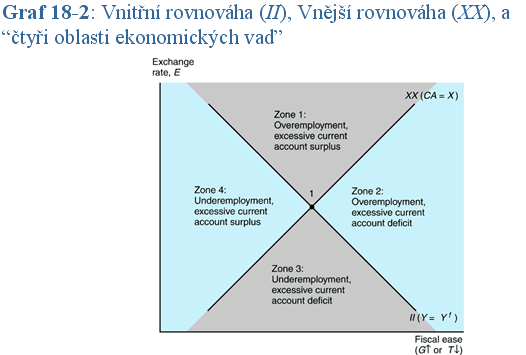 Graf 18-2: Vnitřní rovnováha (II), Vnější rovnováha (XX), a
“čtyři oblasti ekonomických vad”
Exchange
rate, E
XX (CA = X)
Zone 1:
Overemployment,
excessive current
account surplus
1
Zone 4:
Underemployment,
excessive current
account surplus
Zone 2:
Overemployment,
excessive current
account deficit
Zone 3:
Underemployment,
excessive current
account deficit
II (Y = Yᶠ)
Fiscal ease
(G↑ or T↓)